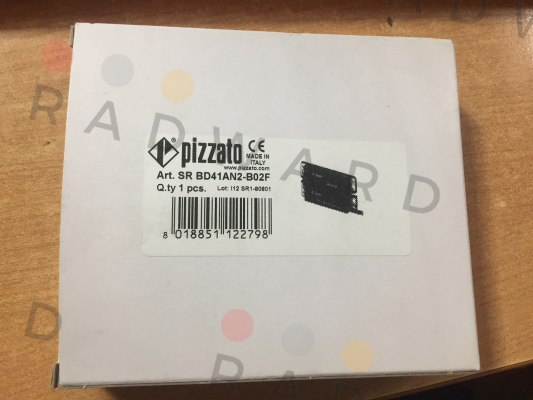 pizzato CE
MADE IN
ITALY
www.pizzato.com
Art. SR BD41AN2-B02F
Q.ty 1 pcs. Lot: I12 SR1-80801
8 018851 122798
RADWARD
RADWARD